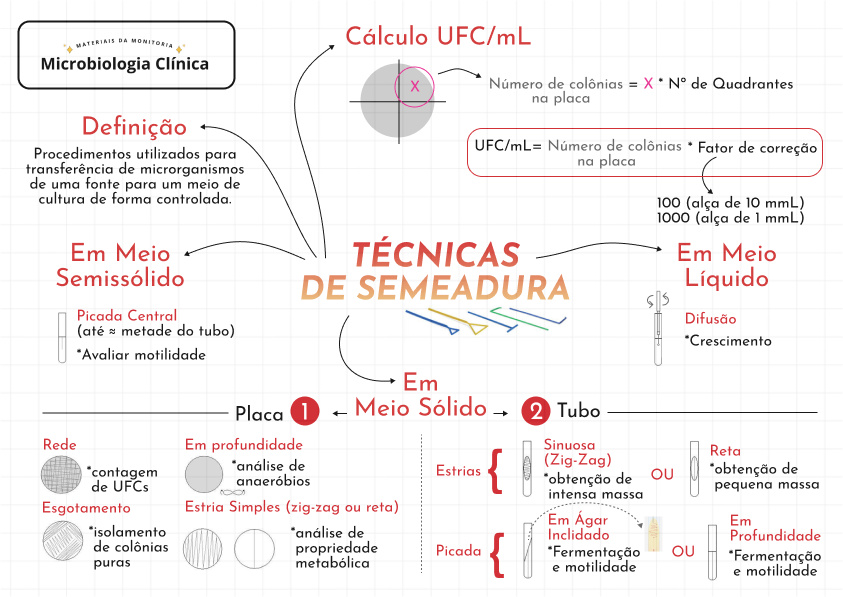 MATERIAIS DA MONITORIA
Microbiologia Clínica
Cálculo UFC/mL
X
Número de colônias = X * Nº de Quadrantes
na placa
UFC/mL= Número de colônias * Fator de correção
na placa
100 (alça de 10 mmL)
1000 (alça de 1 mmL)
Definição
Procedimentos utilizados para
transferência de microrganismos
de uma fonte para um meio de
cultura de forma controlada.
TÉCNICAS
DE SEMEADURA
Em Meio
Semissólido
Picada Central
(até ≈ metade do tubo)
*Avaliar motilidade
Em Meio
Líquido
Difusão
*Crescimento
Em
Meio Sólido
Placa 1
2 Tubo
Rede
*contagem
de UFCs
Em profundidade
*análise de
anaeróbios
Esgotamento
*isolamento
de colônias
puras
Estria Simples (zig-zag ou reta)
*análise de
propriedade
metabólica
Estrias {
Sinuosa
(Zig-Zag)
*obtenção de
intensa massa
OU
Reta
*obtenção de
pequena massa
Picada {
Em Ágar
Inclidado
*Fermentação
e motilidade
OU
Em
Profundidade
*Fermentação
e motilidade